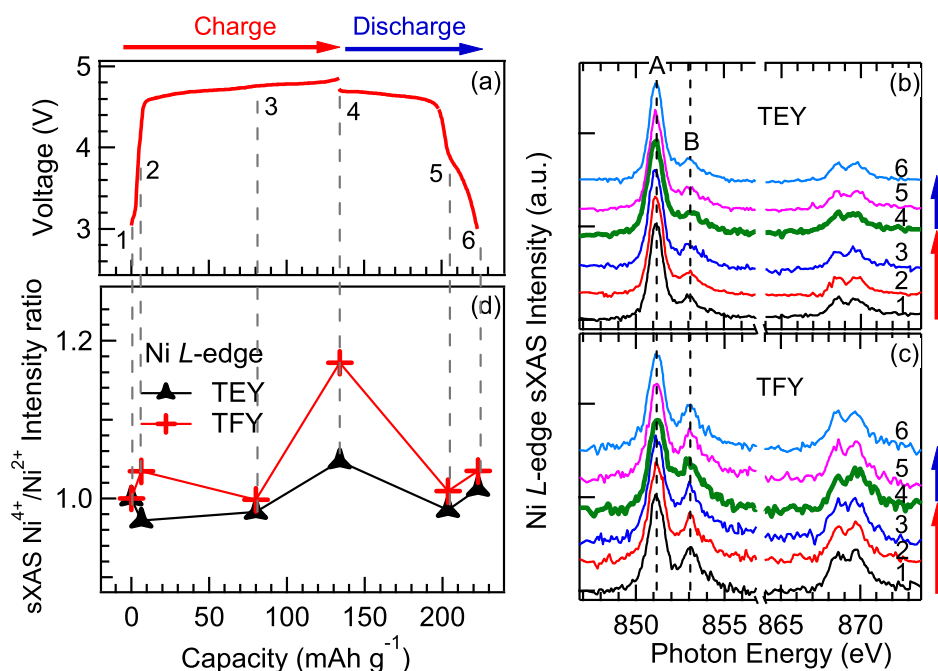 Charge
Discharge
(a)
5
4
3
Voltage (V)
1
2
3
4
5
6
(d)
1.2
1.0
sXAS Ni4+/Ni2+ Intensity ratio
Ni L-edge
TEY
TFY
0
50
100
150
200
Capacity (mAh g-1)
A
(b)
TEY
B
6
5
4
3
2
1
(c)
TFY
6
5
4
3
2
1
Ni L-edge sXAS Intensity (a.u.)
850
855
865
870
Photon Energy (eV)